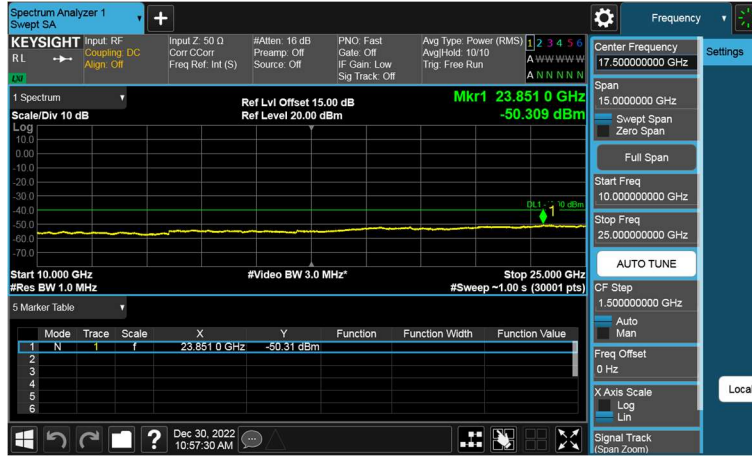 Spectrum Analyzer 1
Swept SA
Frequency
KEYSIGHT
RL
LXI
Input: RF
Coupling: DC
Align: Off
Input Z: 50 Ω
Corr CCorr
Freq Ref: Int (S)
#Atten: 16 dB
Preamp: Off
Source: Off
PNO: Fast
Gate: Off
IF Gain: Low
Sig Track: Off
Avg Type: Power (RMS)
Avg|Hold: 10/10
Trig: Free Run
1 2 3 4 5 6
A W W W W W
A N N N N N
1 Spectrum
Scale/Div 10 dB
Ref Lvl Offset 15.00 dB
Ref Level 20.00 dBm
Mkr1 23.851 0 GHz
-50.309 dBm
Log
10.0
0.00
-10.0
-20.0
-30.0
-40.0
-50.0
-60.0
-70.0
DL1
dBm
1
Start 10.000 GHz
#Res BW 1.0 MHz
#Video BW 3.0 MHz*
Stop 25.000 GHz
#Sweep ~1.00 s (30001 pts)
5 Marker Table
Mode Trace Scale X Y Function Function Width Function Value
1 N 1 f 23.851 0 GHz -50.31 dBm
2
3
4
5
6
Dec 30, 2022
10:57:30 AM
Center Frequency
17.500000000 GHz
Span
15.0000000 GHz
Swept Span
Zero Span
Full Span
Start Freq
10.000000000 GHz
Stop Freq
25.000000000 GHz
AUTO TUNE
CF Step
1.500000000 GHz
Auto
Man
Freq Offset
0 Hz
X Axis Scale
Log
Lin
Signal Track
(Span Zoom)
Settings
Local